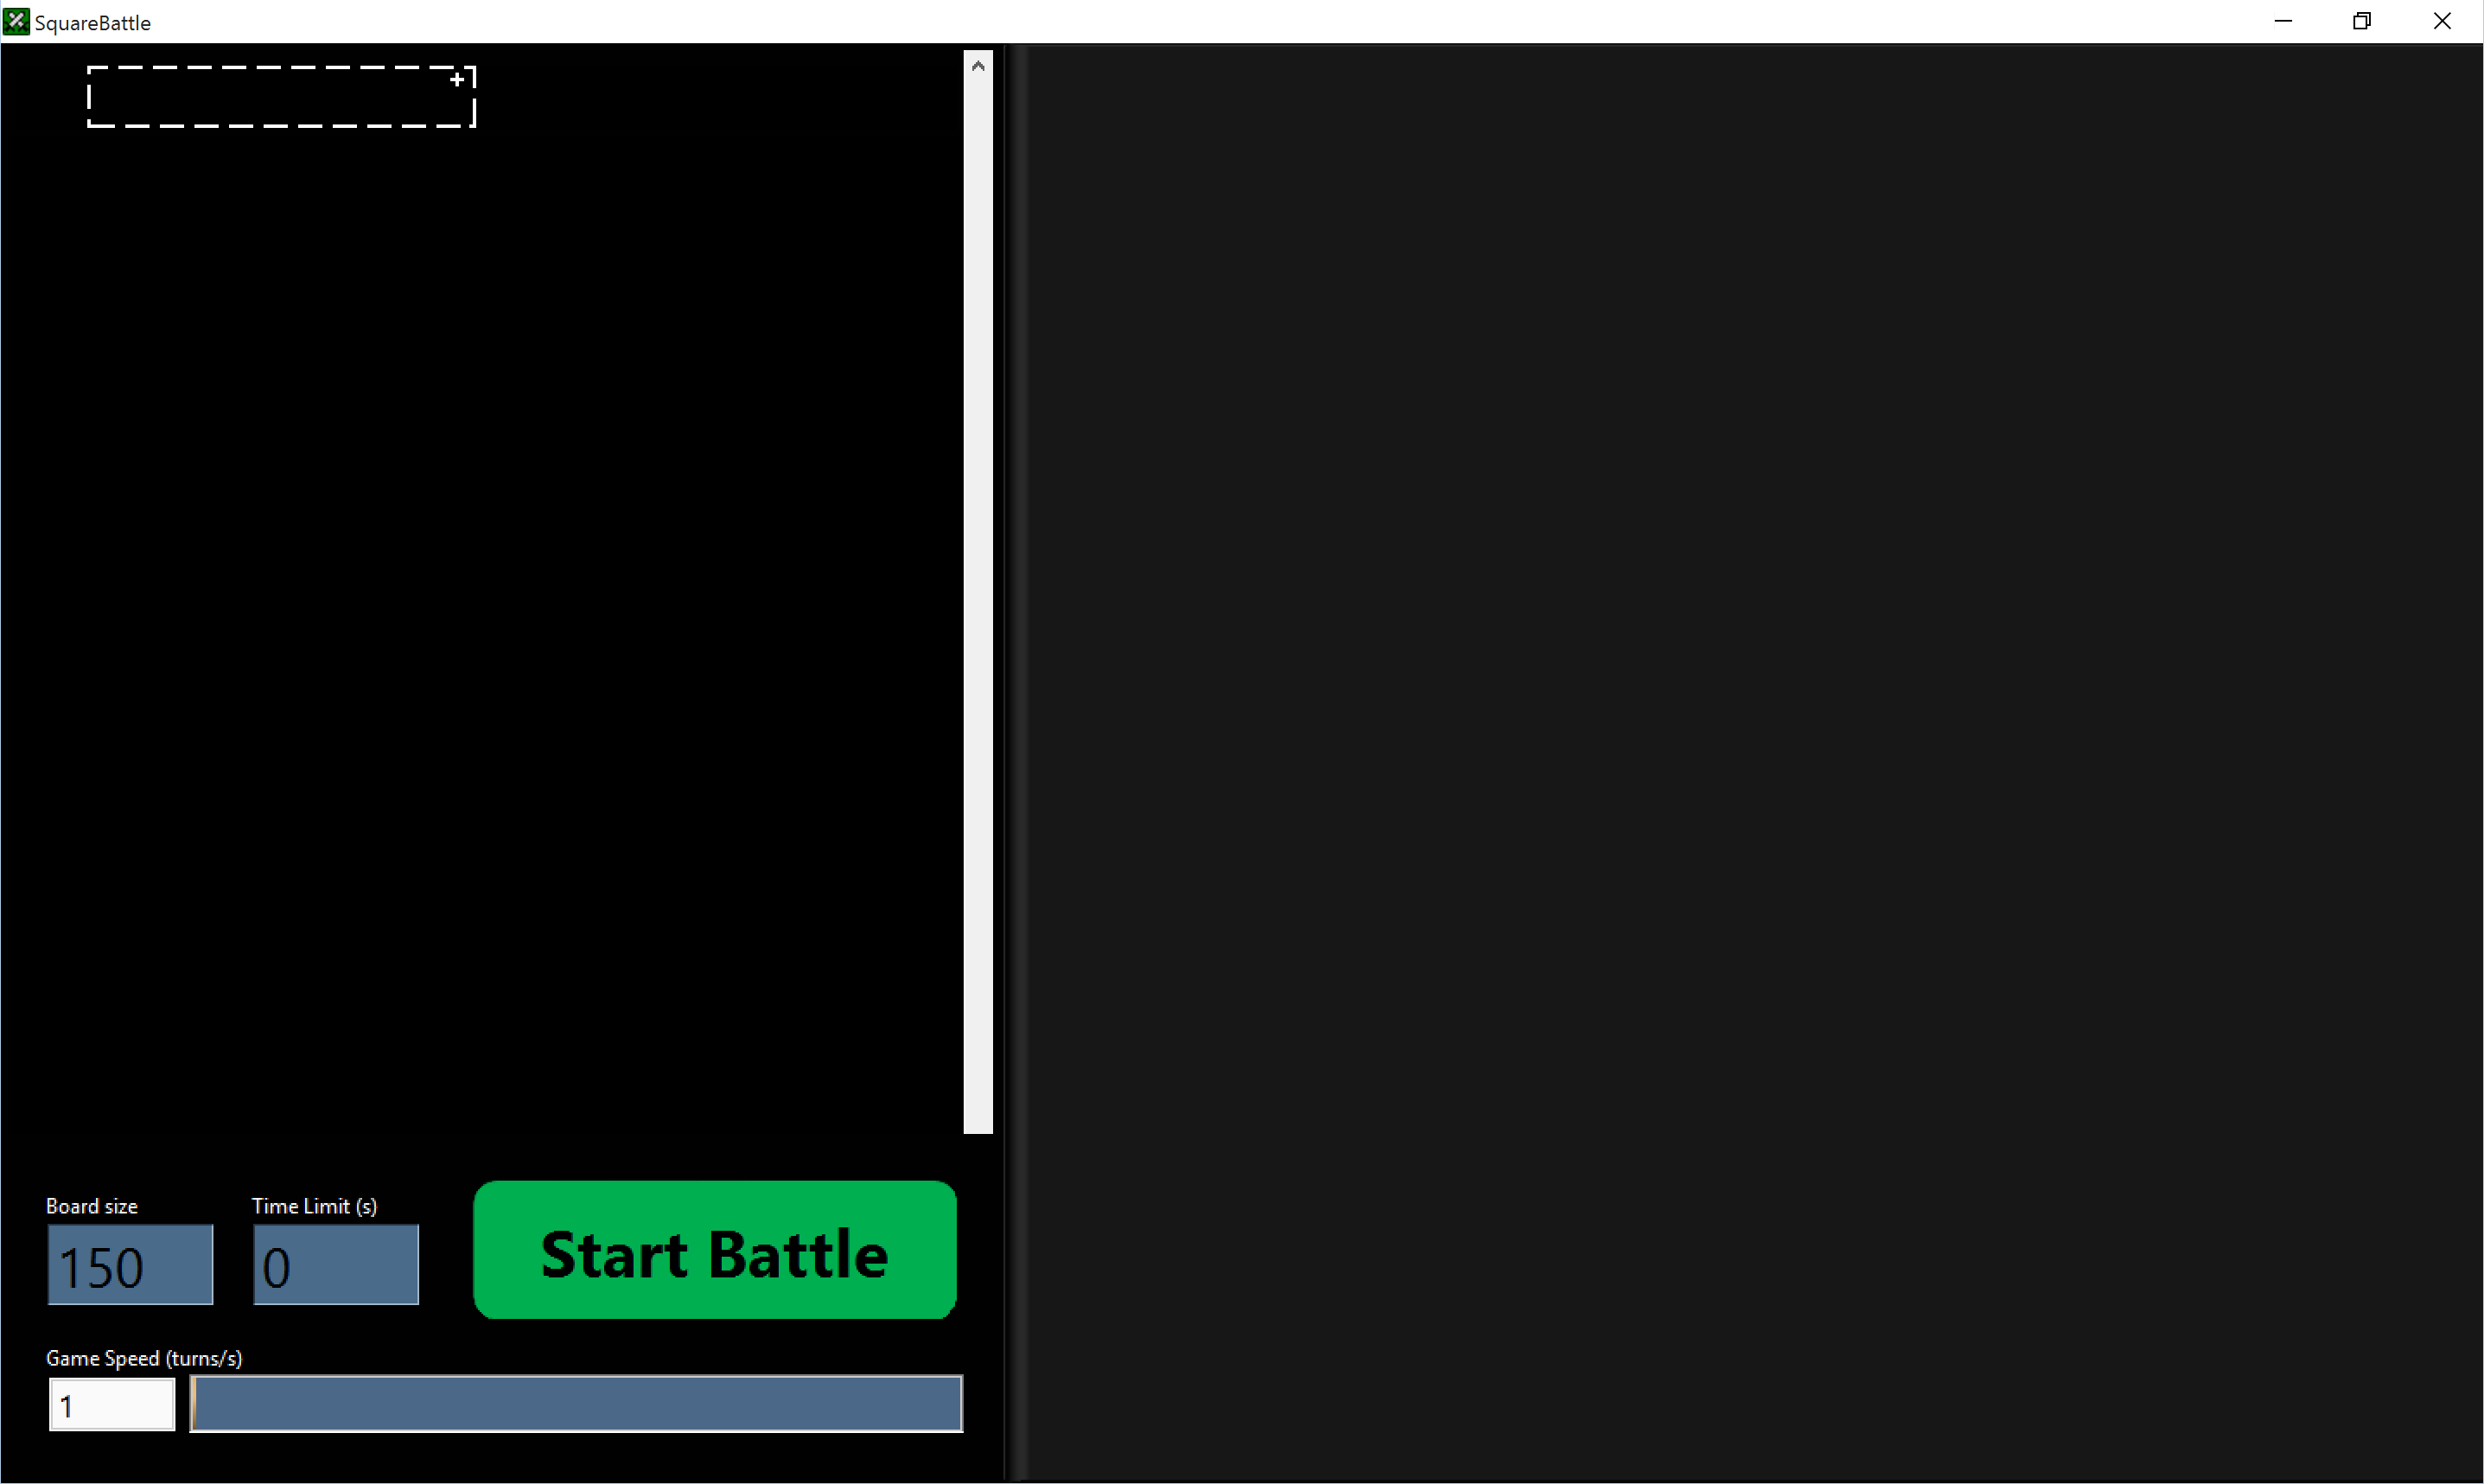 SquareBattle
+
Board size
Time Limit (s)
150
0
Start Battle
Game Speed (turns/s)
1